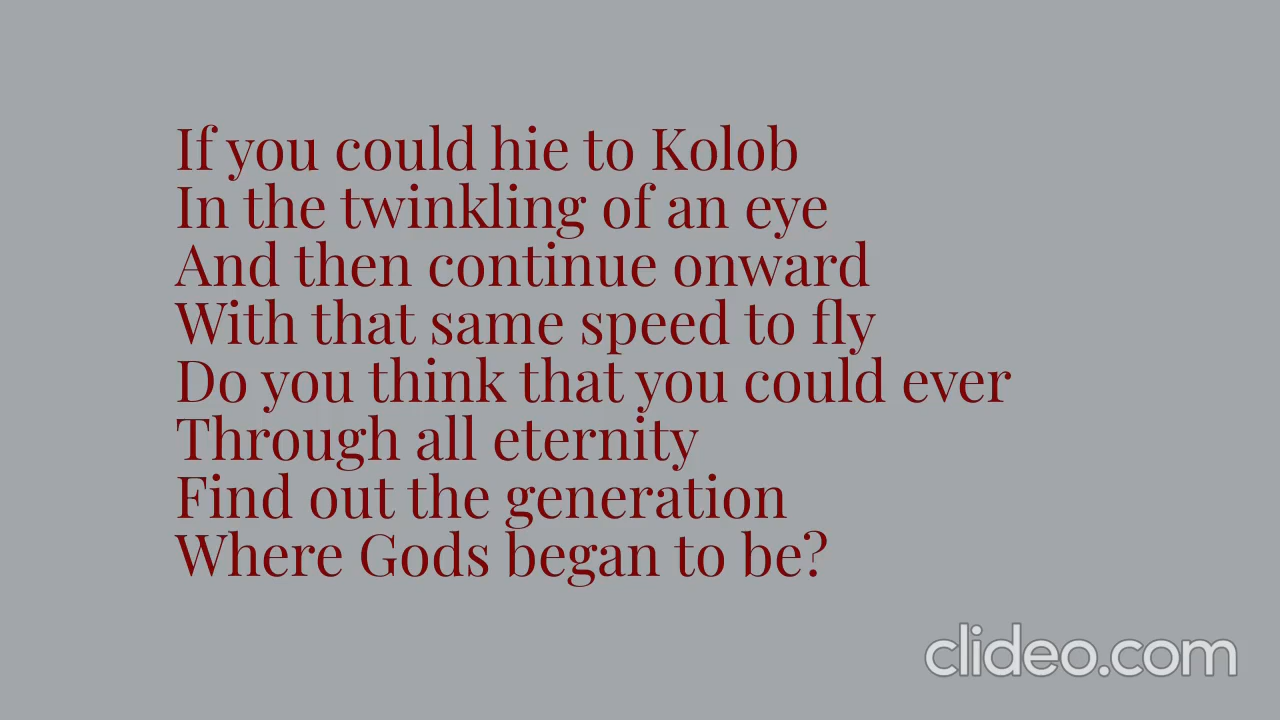 If you could hie to Kolob
In the twinkling of an eye
And then continue onward
With that same speed to fly
Do you think that you could ever
Through all eternity
Find out the generation
Where Gods began to be?
clideo.com